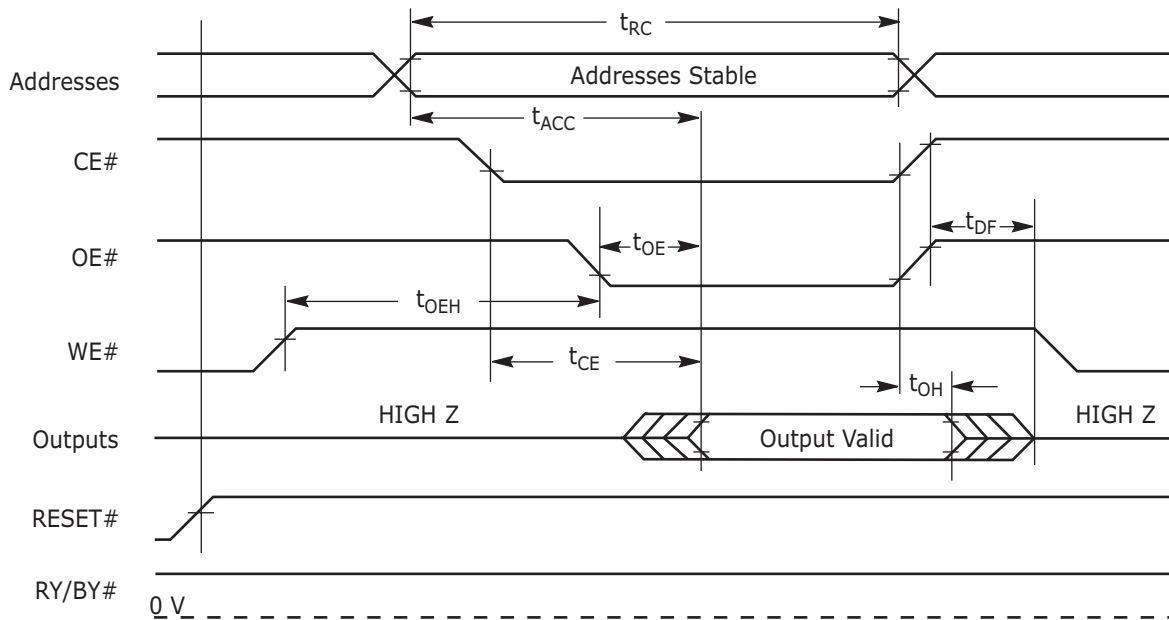 tRC
Addresses
Addresses Stable
tACC
CE#
tDF
OE#
tOE
tOEH
WE#
tCE
tOH
HIGH Z
HIGH Z
Outputs
Output Valid
RESET#
RY/BY#
0 V